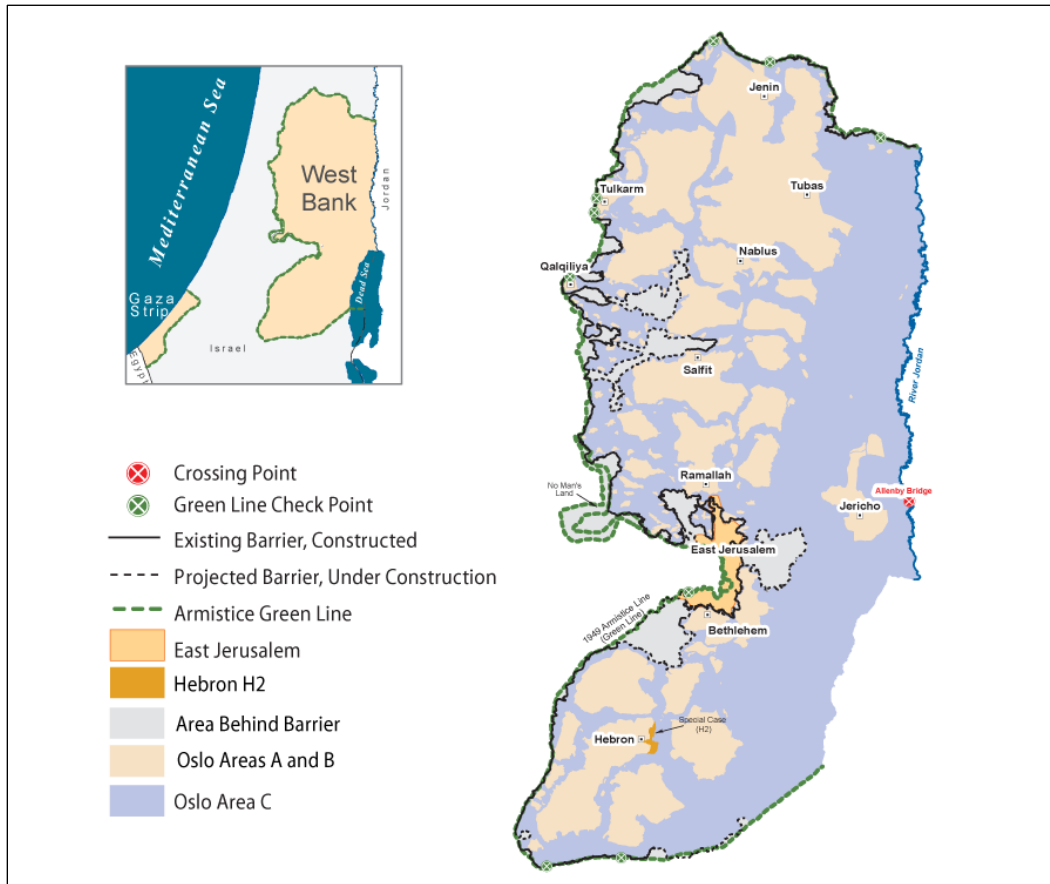 Mediterranean Sea
West
Bank
Jordan
Dead Sea
Gaza
Strip
Israel
Egypt
Crossing Point
Green Line Check Point
Existing Barrier, Constructed
Projected Barrier, Under Construction
Armistice Green Line
East Jerusalem
Hebron H2
Area Behind Barrier
Oslo Areas A and B
Oslo Area C
Jenin
Tulkarm
Tubas
Nablus
Qalqiliya
Salfit
River Jordan
Ramallah
No Man's
Land
Jericho
Allenby Bridge
East Jerusalem
1949 Armistice Line
(Green Line)
Bethlehem
Special Case
(H2)
Hebron